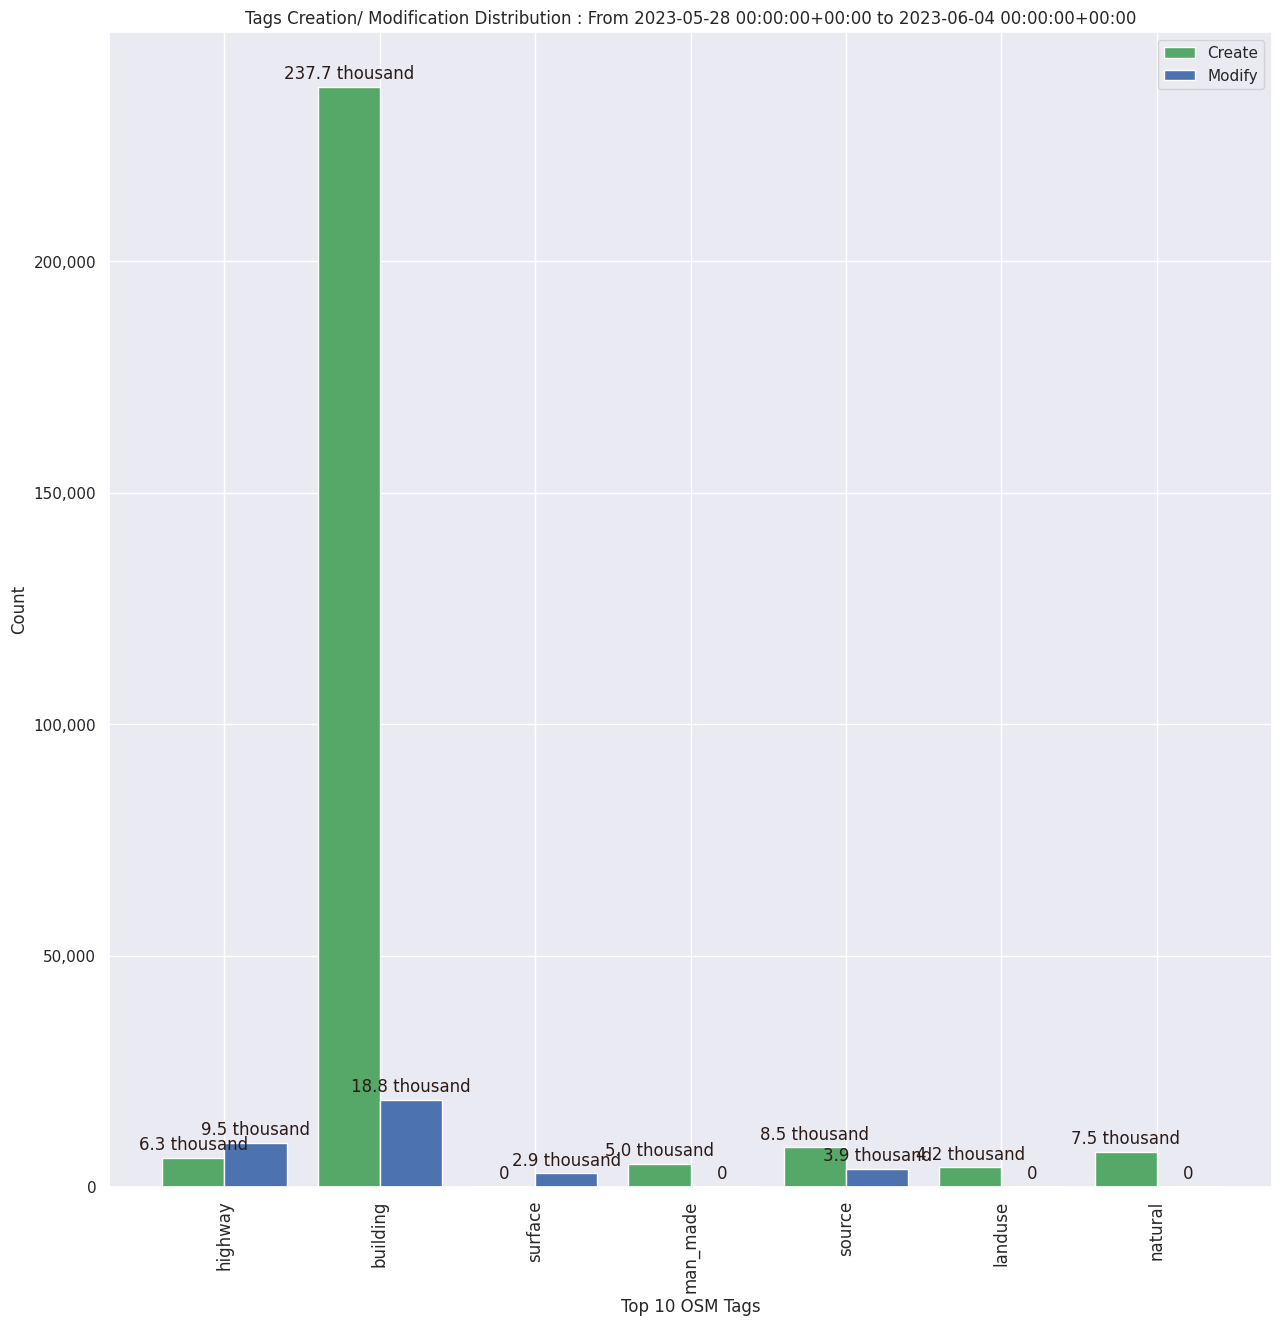 Tags Creation/ Modification Distribution : From 2023-05-28 00:00:00+00:00 to 2023-06-04 00:00:00+00:00
Create
Modify
Count
200,000
150,000
100,000
50,000
0
6.3 thousand
9.5 thousand
237.7 thousand
18.8 thousand
0
2.9 thousand
5.0 thousand
0
8.5 thousand
3.9 thousand
4.2 thousand
0
7.5 thousand
0
highway
building
surface
man_made
source
landuse
natural
Top 10 OSM Tags